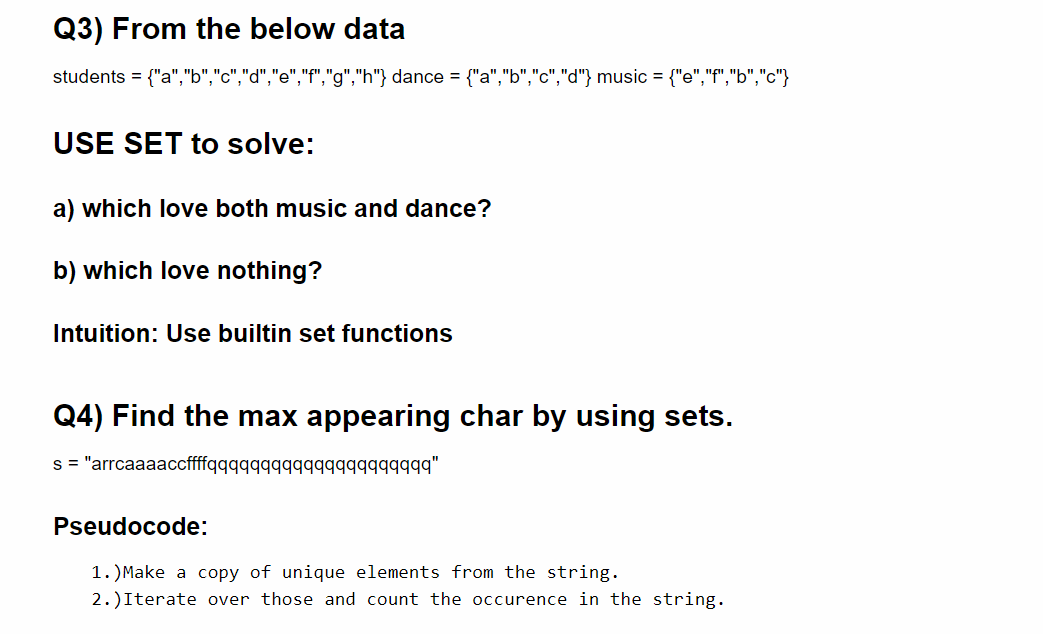 Q3) From the below data
students = {"a","b","c","d","e","f","g","h"} dance = {"a","b","c","d"} music = {"e","f","b","c"}
USE SET to solve:
a) which love both music and dance?
b) which love nothing?
Intuition: Use builtin set functions
Q4) Find the max appearing char by using sets.
s = "arrcaaaaccffffqqqqqqqqqqqqqqqqqqqqq"
Pseudocode:
1.)Make a copy of unique elements from the string.
2.)Iterate over those and count the occurence in the string.